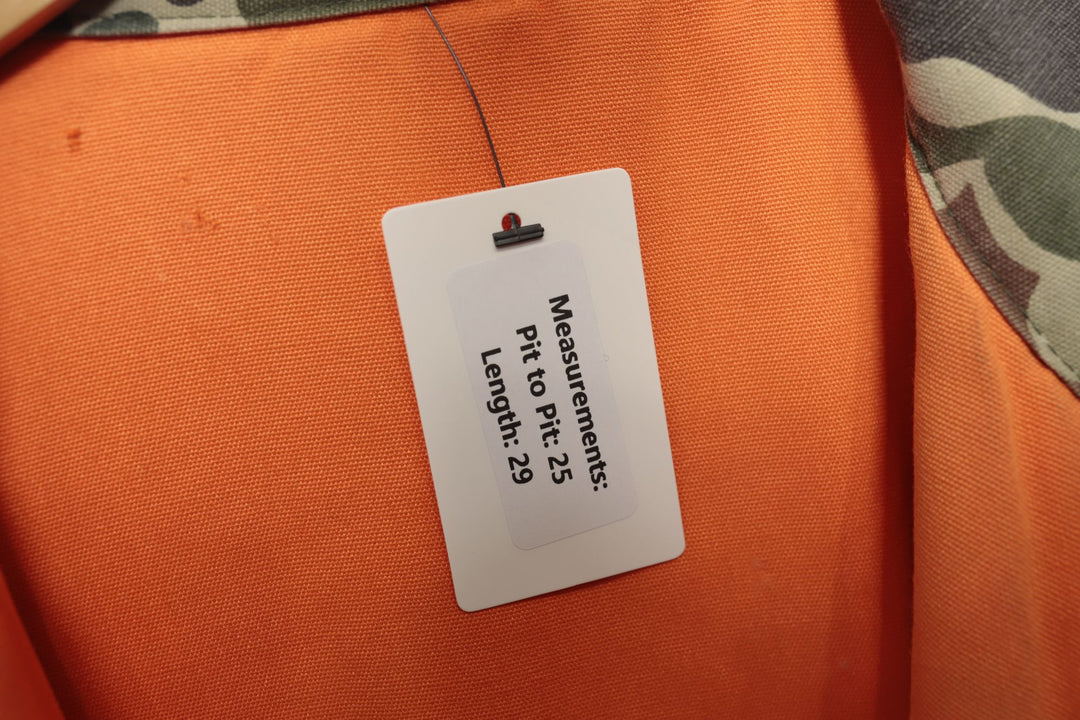 Measurements:
Pit to Pit: 25
Length: 29